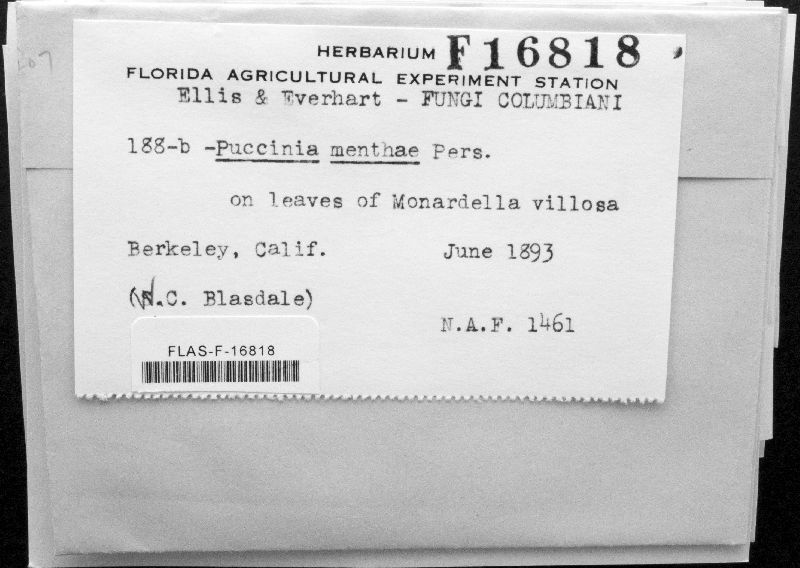 HERBARIUM F16818
FLORIDA AGRICULTURAL EXPERIMENT STATION
Ellis & Everhart - FUNGI COLUMBIANI
188-b -Puccinia menthae Pers.
on leaves of Monardella villosa
Berkeley, Calif. June 1893
(W.C. Blasdale)
N.A.F. 1461
FLAS-F-16818